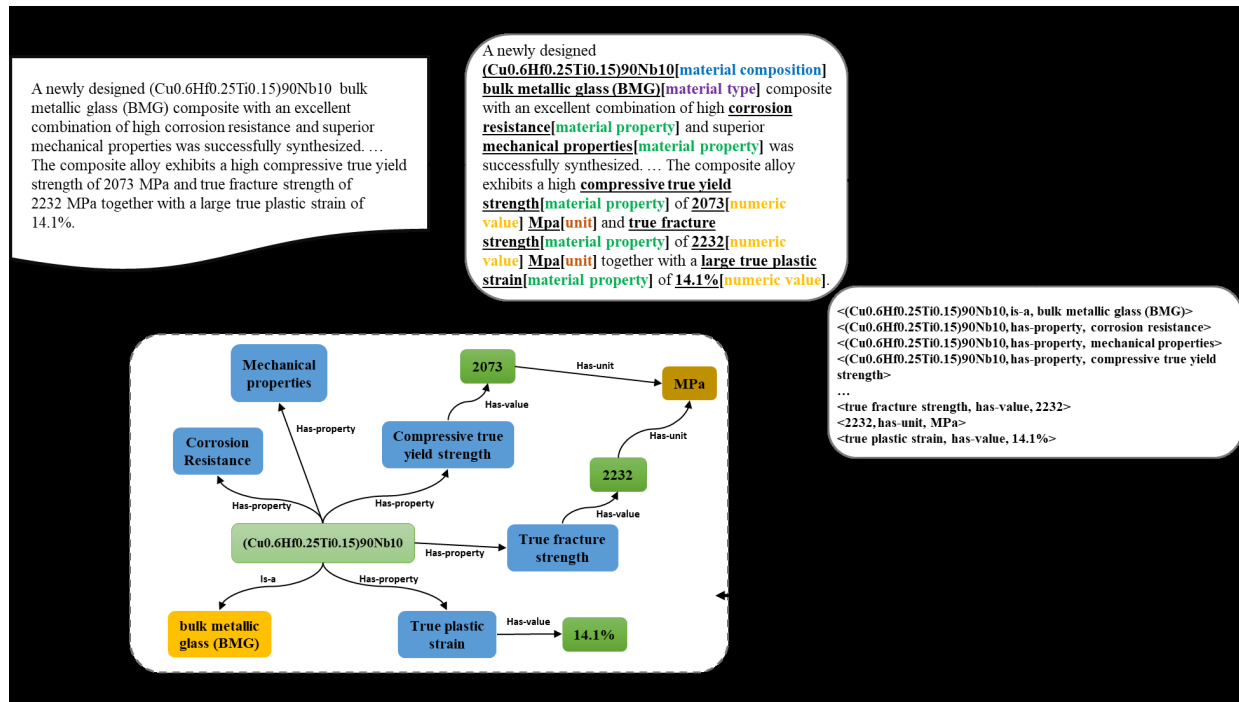 A newly designed (Cu0.6Hf0.25Ti0.15)90Nb10 bulk
metallic glass (BMG) composite with an excellent
combination of high corrosion resistance and superior
mechanical properties was successfully synthesized. …
The composite alloy exhibits a high compressive true yield
strength of 2073 MPa and true fracture strength of
2232 MPa together with a large true plastic strain of
14.1%.
A newly designed
(Cu0.6Hf0.25Ti0.15)90Nb10[material composition]
bulk metallic glass (BMG)[material type] composite
with an excellent combination of high corrosion
resistance[material property] and superior
mechanical properties[material property] was
successfully synthesized. … The composite alloy
exhibits a high compressive true yield
strength[material property] of 2073[numeric
value] Mpa[unit] and true fracture
strength[material property] of 2232[numeric
value] Mpa[unit] together with a large true plastic
strain[material property] of 14.1%[numeric value].
<(Cu0.6Hf0.25Ti0.15)90Nb10, is-a, bulk metallic glass (BMG)>
<(Cu0.6Hf0.25Ti0.15)90Nb10, has-property, corrosion resistance>
<(Cu0.6Hf0.25Ti0.15)90Nb10, has-property, mechanical properties>
<(Cu0.6Hf0.25Ti0.15)90Nb10, has-property, compressive true yield
strength>
…
<true fracture strength, has-value, 2232>
<2232, has-unit, MPa>
<true plastic strain, has-value, 14.1%>
Mechanical
properties
2073
Has-unit
MPa
Has-value
Has-property
Corrosion
Resistance
Compressive true
yield strength
Has-unit
2232
Has-property
Has-property
Has-value
(Cu0.6Hf0.25Ti0.15)90Nb10
Has-property
True fracture
strength
Is-a
Has-property
bulk metallic
glass (BMG)
True plastic
strain
Has-value
14.1%